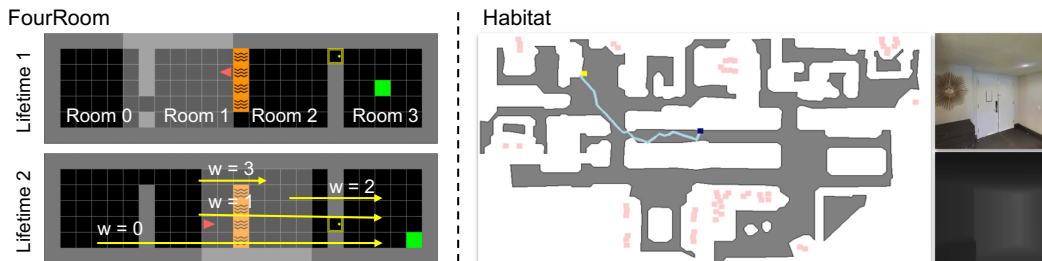 FourRoom
Lifetime 1
Room 0
Room 1
Room 2
Room 3
Lifetime 2
w = 3
w = 2
w = 1
w = 0
Habitat